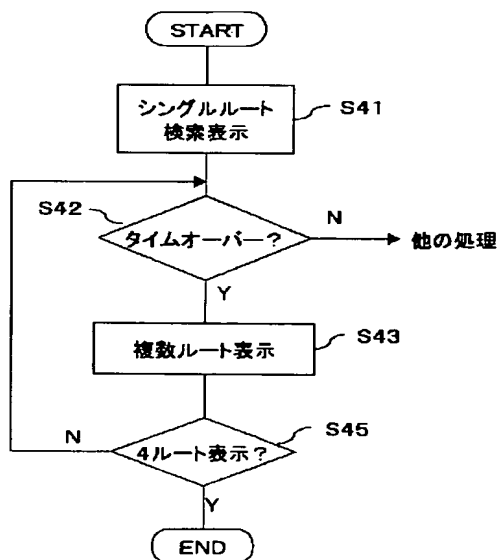 START
シングルルート
検索表示
S41
S42
タイムオーバー?
N
他の処理
Y
複数ルート表示
S43
N
4ルート表示?
S45
Y
END